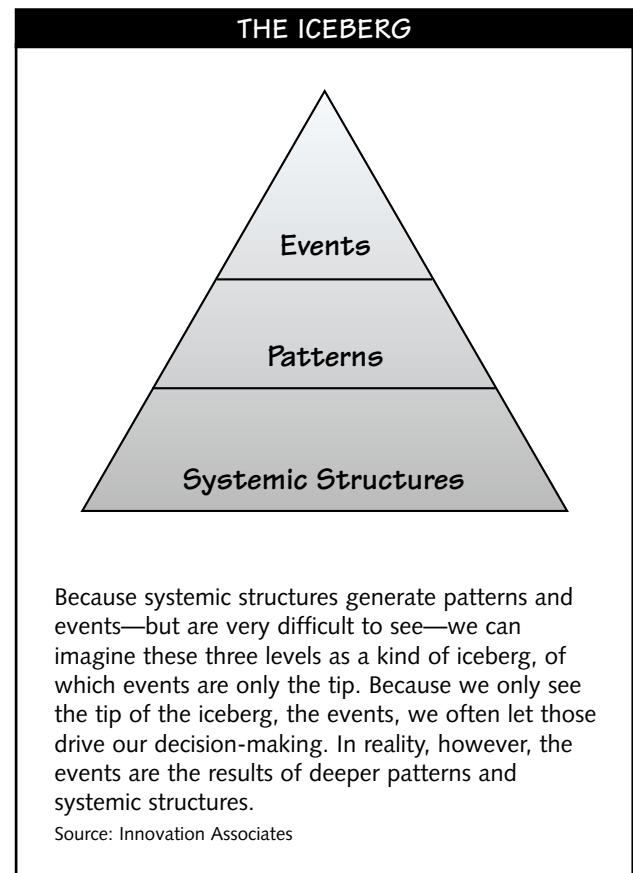 THE ICEBERG
Events
Patterns
Systemic Structures
Because systemic structures generate patterns and
events—but are very difficult to see—we can
imagine these three levels as a kind of iceberg, of
which events are only the tip. Because we only see
the tip of the iceberg, the events, we often let those
drive our decision-making. In reality, however, the
events are the results of deeper patterns and
systemic structures.
Source: Innovation Associates